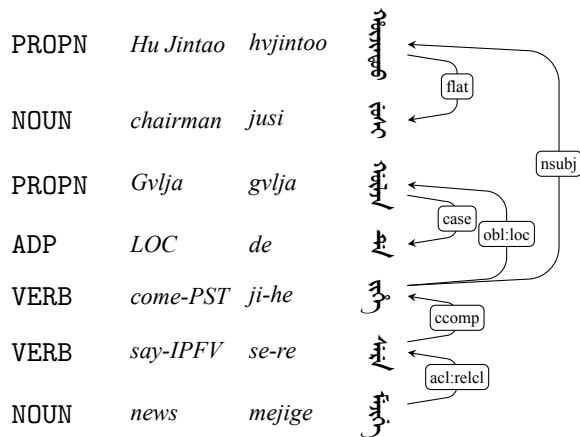 PROPN Hu Jintao hvjintoo
flat
NOUN chairman jusi
nsubj
PROPN Gvlja gvlja
case
obl:loc
ADP LOC de
VERB come-PST ji-he
ccomp
VERB say-IPFV se-re
acl:relcl
NOUN news mejige